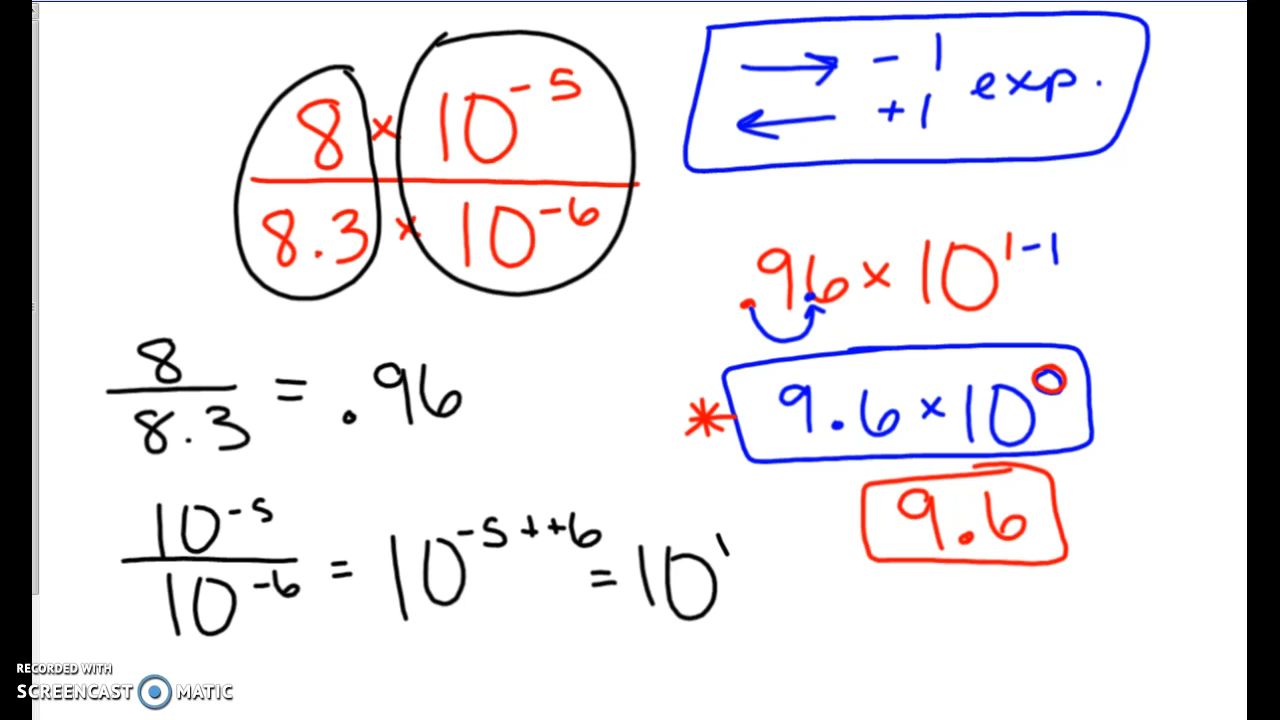 8 × 10^-5
8.3 × 10^-6
→ - 1 exp.
← +1
.96 × 10^1-1
8/8.3 = .96
* 9.6 × 10^0
9.6
10^-5/10^-6 = 10^-5++6 = 10^1
RECORDED WITH
SCREENCAST MATIC